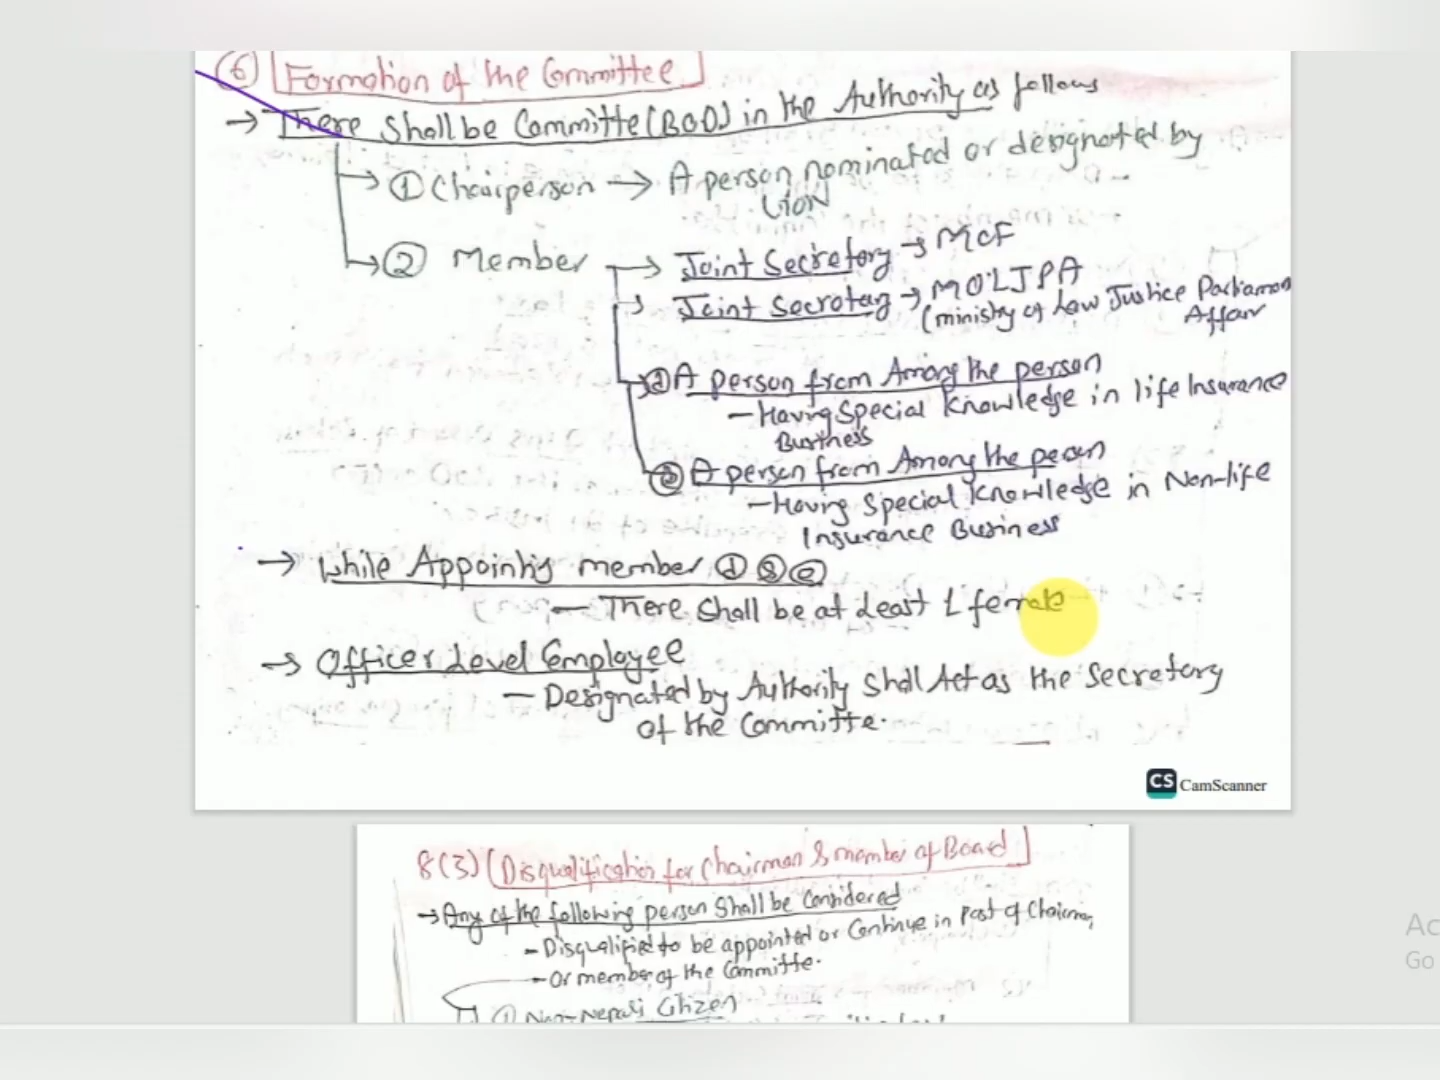 6 Formation of the Committee
→ There Shall be Committe(BOD) in the Authority as follows
→ 1 Chairperson → A person nominated or designated by
GON
→ 2 Member → Joint Secretary → MOF
→ Joint Secretary → MOLJPA
(ministry of Law Justice Parliamen
Affair
A person from Among the person
- Having Special Knowledge in life Insurance
Business
A person from Among the
- Having Special Knowledge in Non-life
Insurance Business
→ While Appointing member
- There Shall be at Least 1 female
→ Officer Level Employee
- Designated by Authority Shall Act as the Secretary
of the Committe.
CS CamScanner
8(3) Disqualification for Chairman & member of Board
→ Any of the following person Shall be Considered
- Disqualified to be appointed or Continue in Post of Chairman,
- Or member of the Committe.
1 Non-Nepali Citizen
Ac
Go